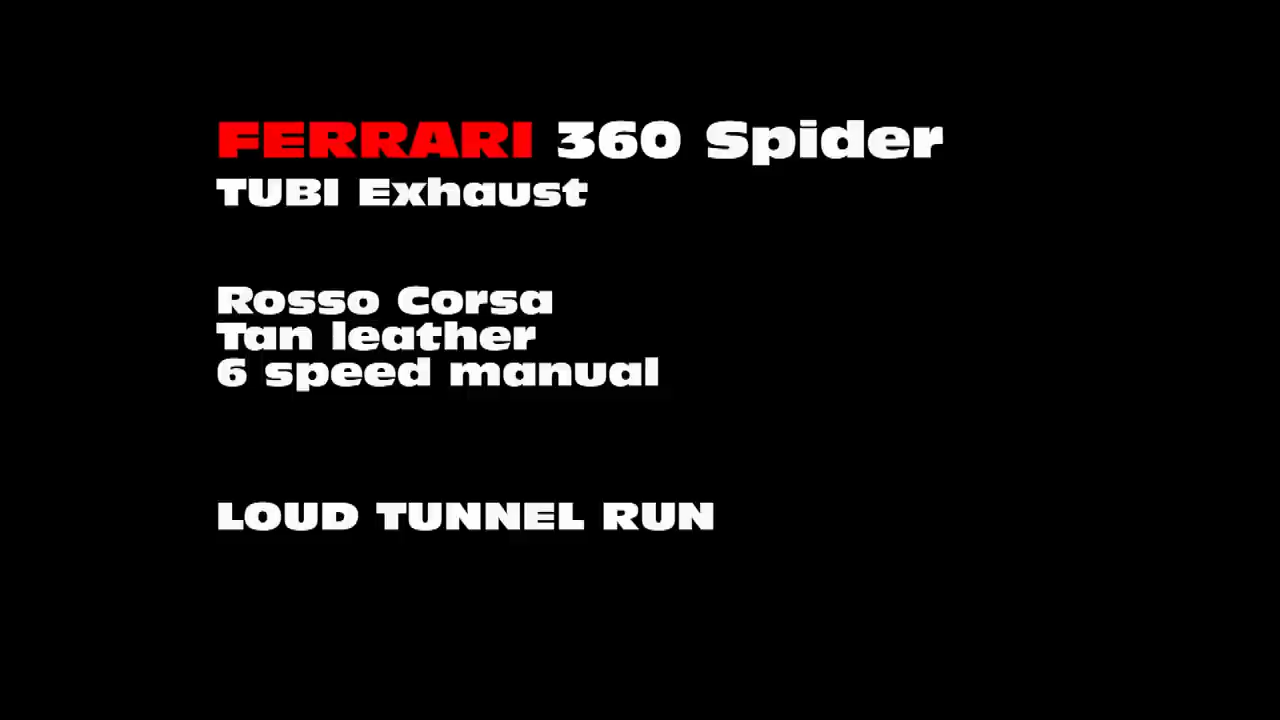 FERRARI 360 Spider
TUBI Exhaust
Rosso Corsa
Tan leather
6 speed manual
LOUD TUNNEL RUN